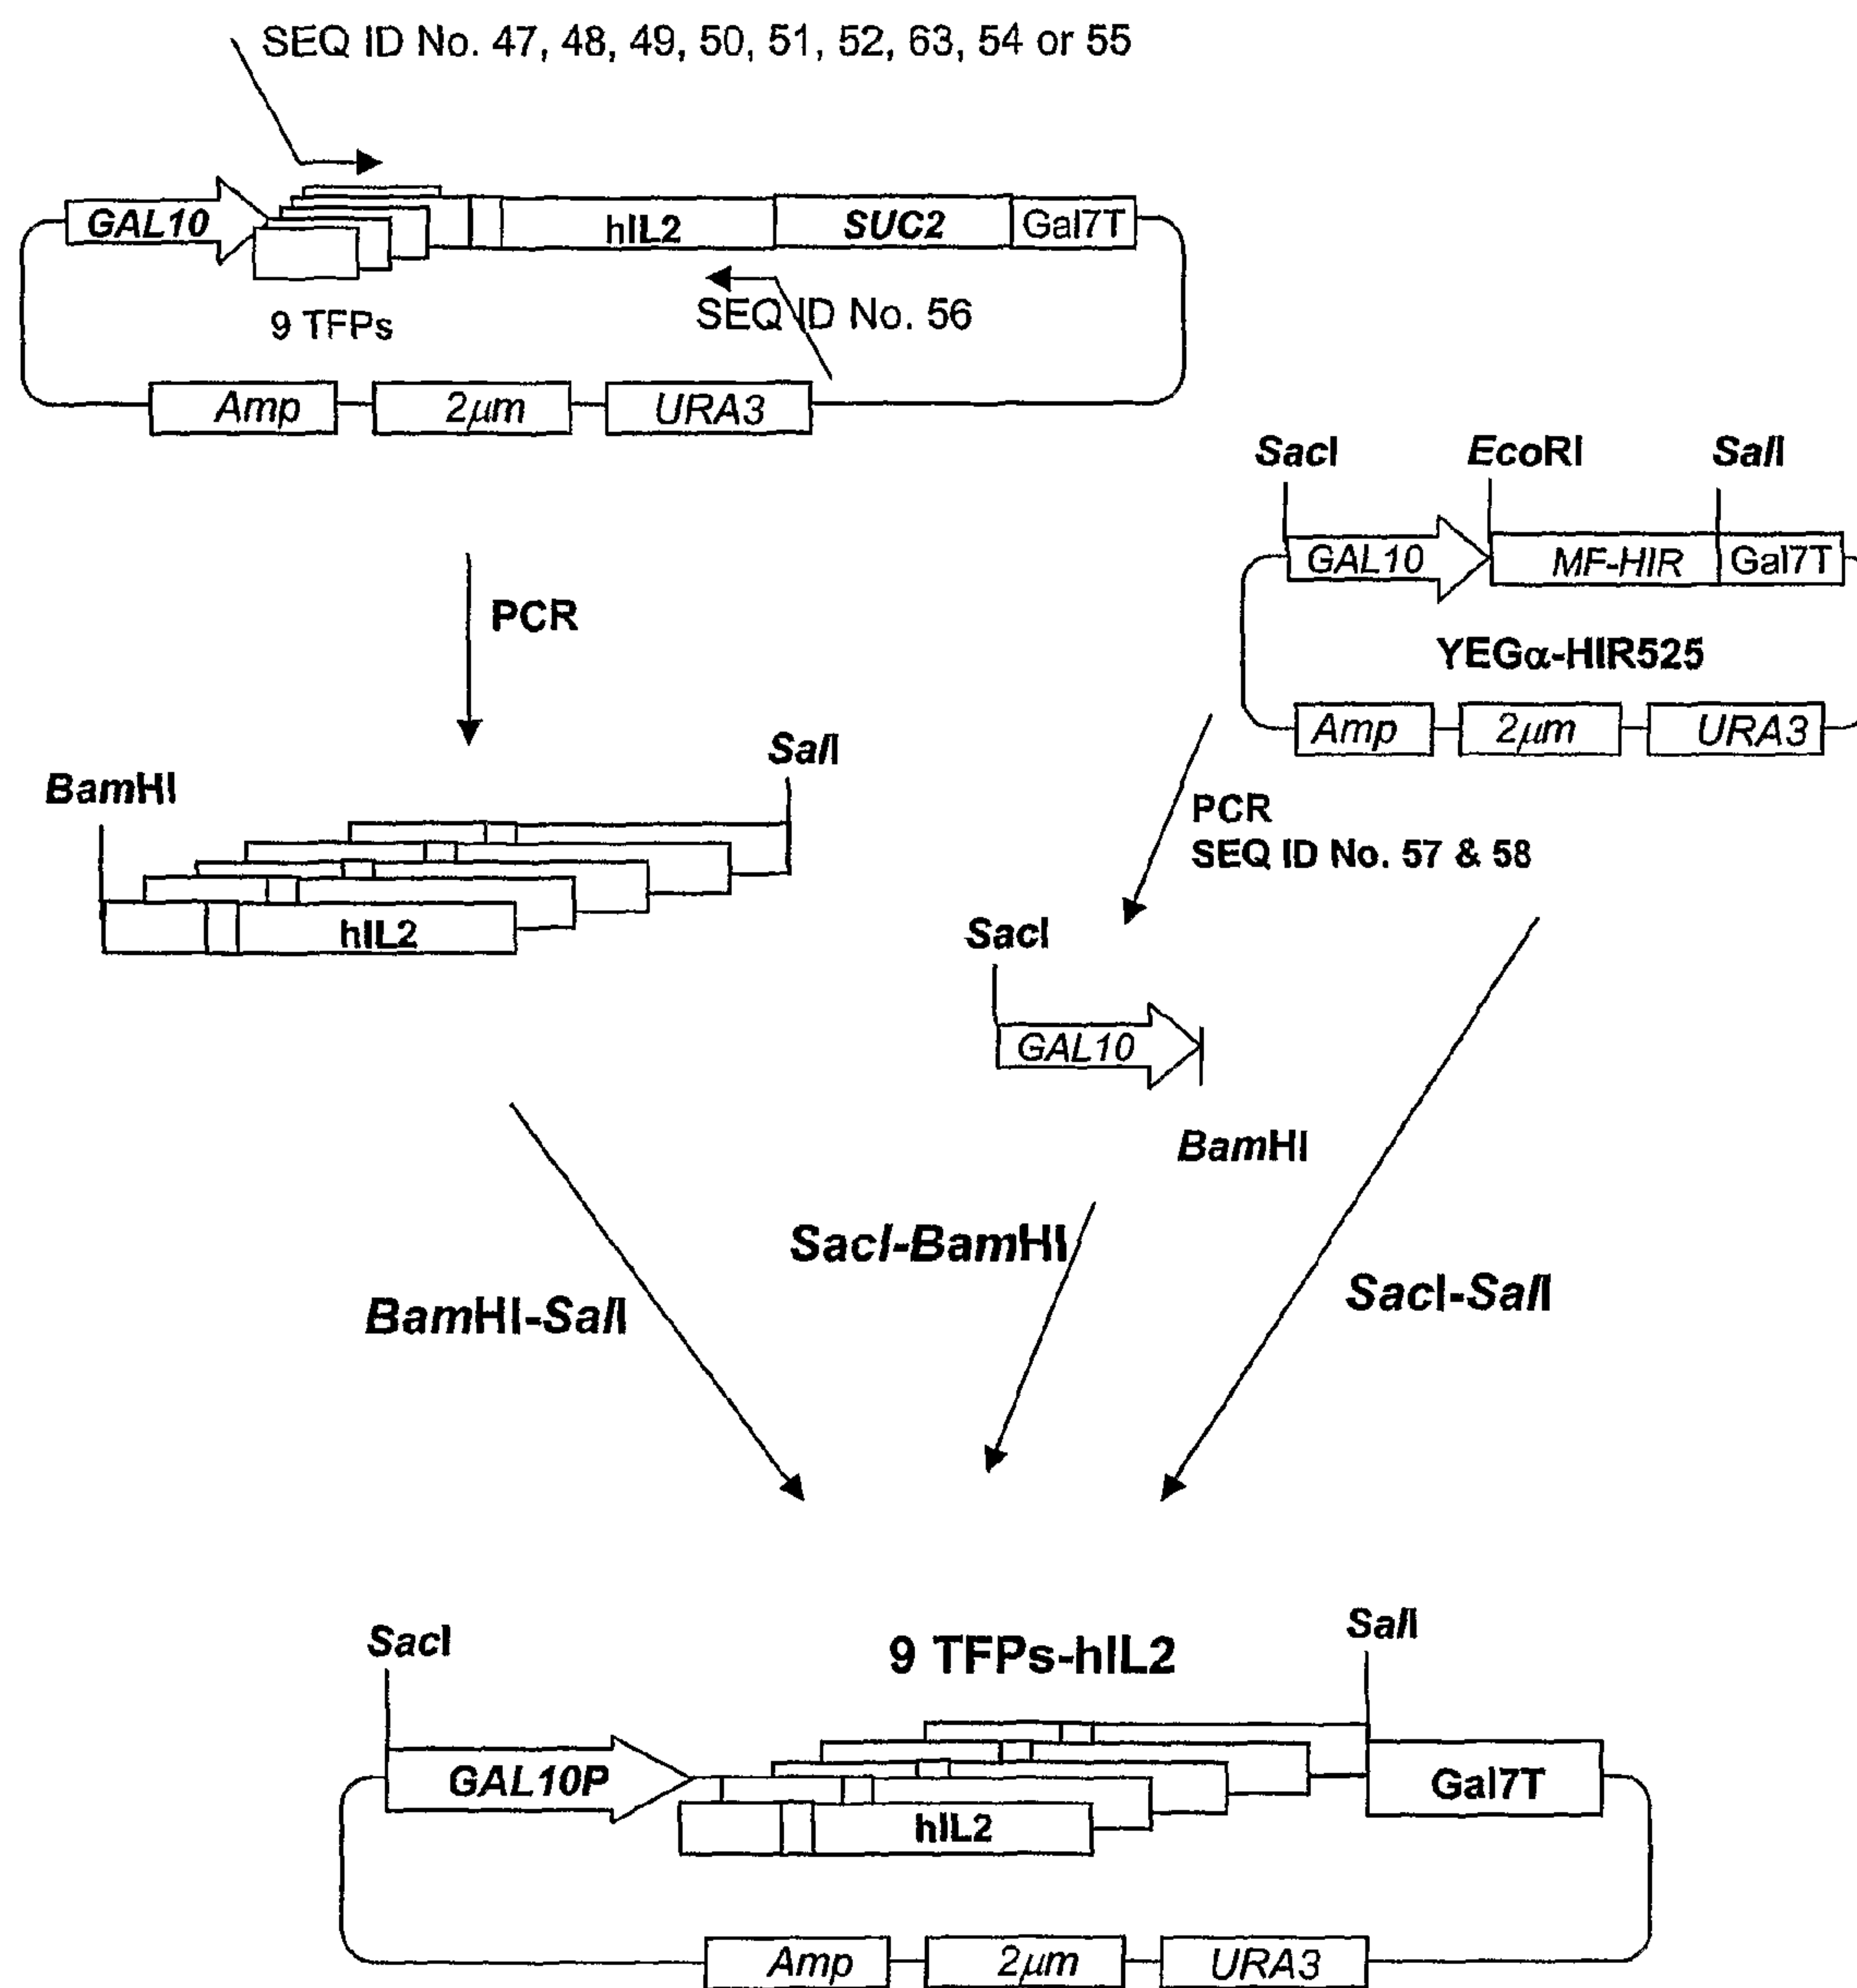 SEQ ID No. 47, 48, 49, 50, 51, 52, 63, 54 or 55
GAL10
hIL2
SUC2
Gal7T
9 TFPs
SEQ ID No. 56
Amp
2μm
URA3
SacI
EcoRI
SalI
GAL10
MF-HIR
Gal7T
YEGα-HIR525
Amp
2μm
URA3
PCR
BamHI
SalI
hIL2
PCR
SEQ ID No. 57 & 58
SacI
GAL10
BamHI
SacI-BamHI
BamHI-SalI
SacI-SalI
SacI
9 TFPs-hIL2
SalI
GAL10P
hIL2
Gal7T
Amp
2μm
URA3